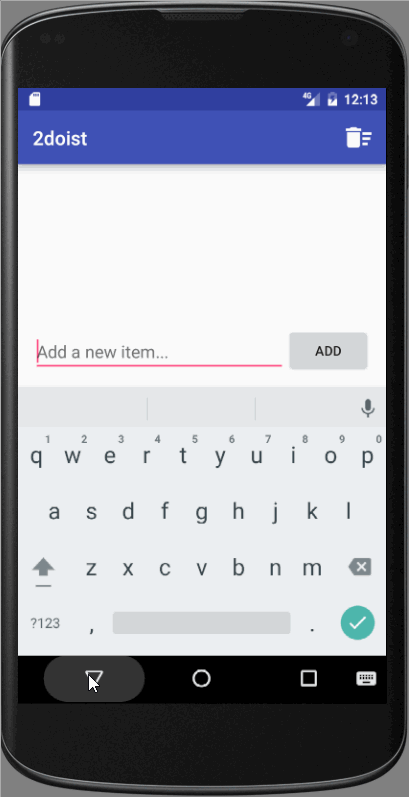 4G 12:13
2doist
Add a new item... ADD
1 2 3 4 5 6 7 8 9 0
q w e r t y u i o p
a s d f g h j k l
z x c v b n m
?123 , .